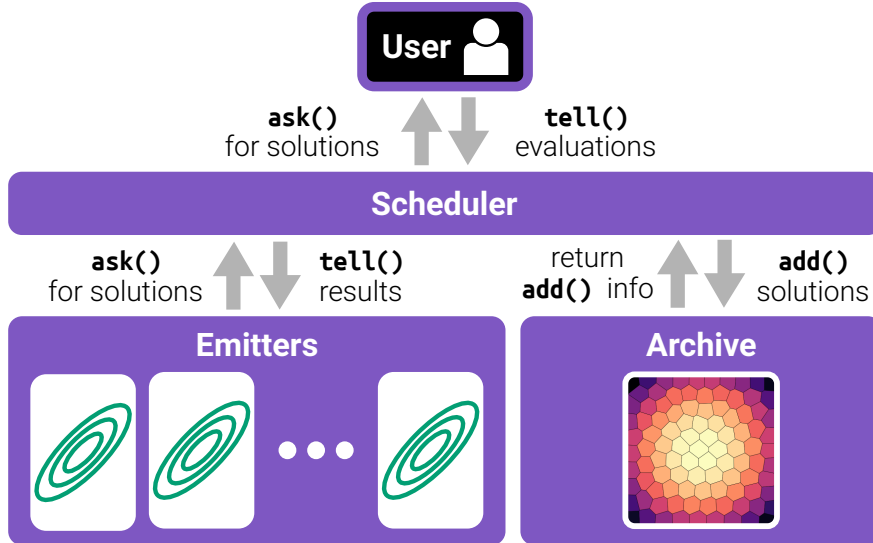 User
ask()
for solutions
tell()
evaluations
Scheduler
ask()
for solutions
tell()
results
return
add() info
add()
solutions
Emitters
Archive